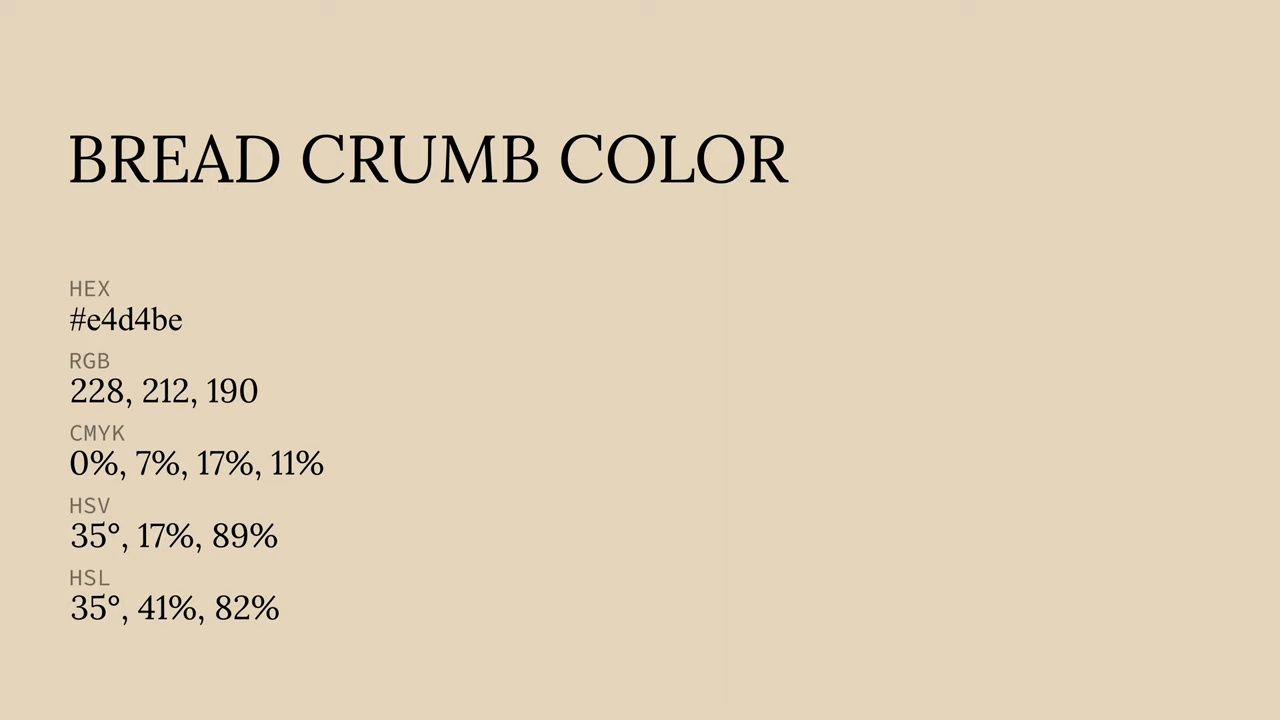 BREAD CRUMB COLOR
HEX
#e4d4be
RGB
228, 212, 190
CMYK
0%, 7%, 17%, 11%
HSV
35°, 17%, 89%
HSL
35°, 41%, 82%